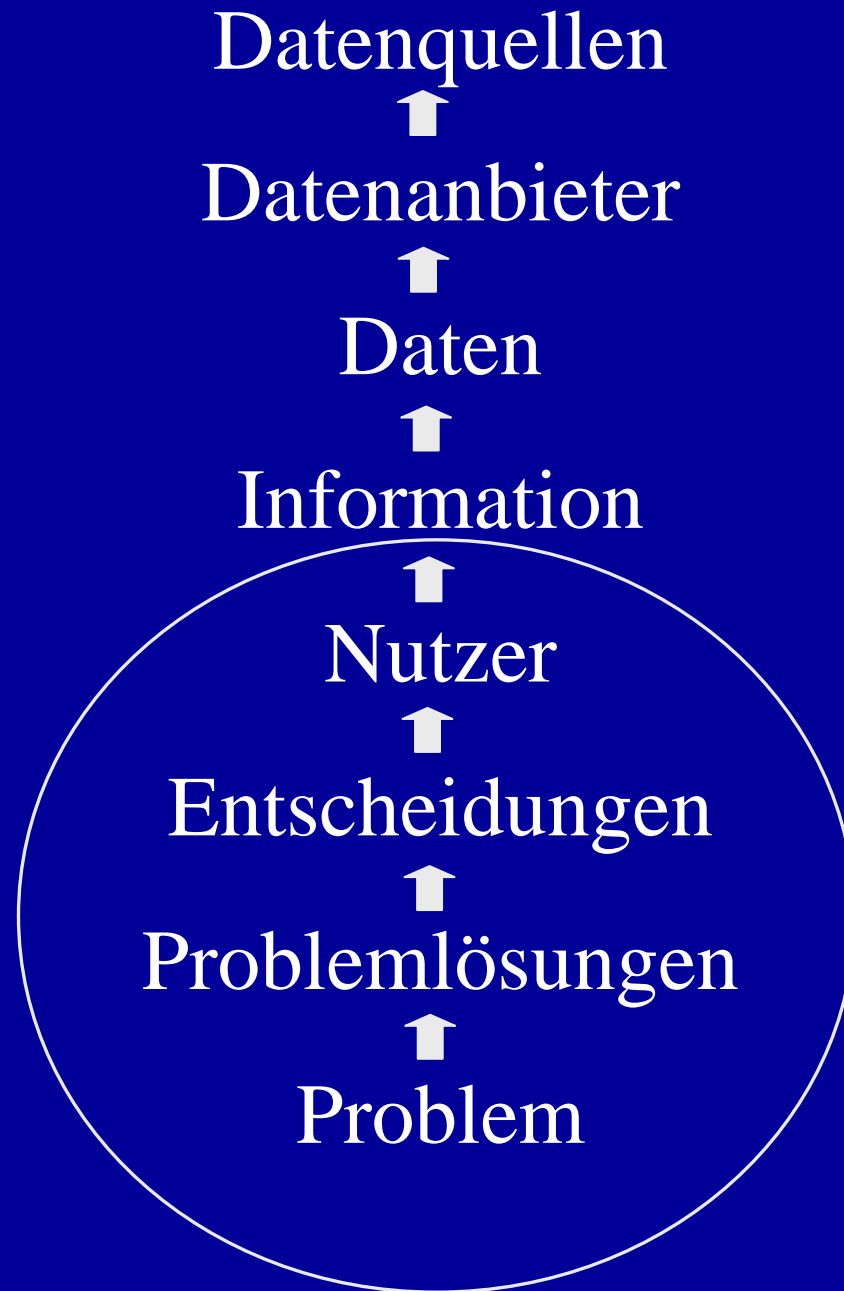 Datenquellen
Datenanbieter
Daten
Information
Nutzer
Entscheidungen
Problemlösungen
Problem